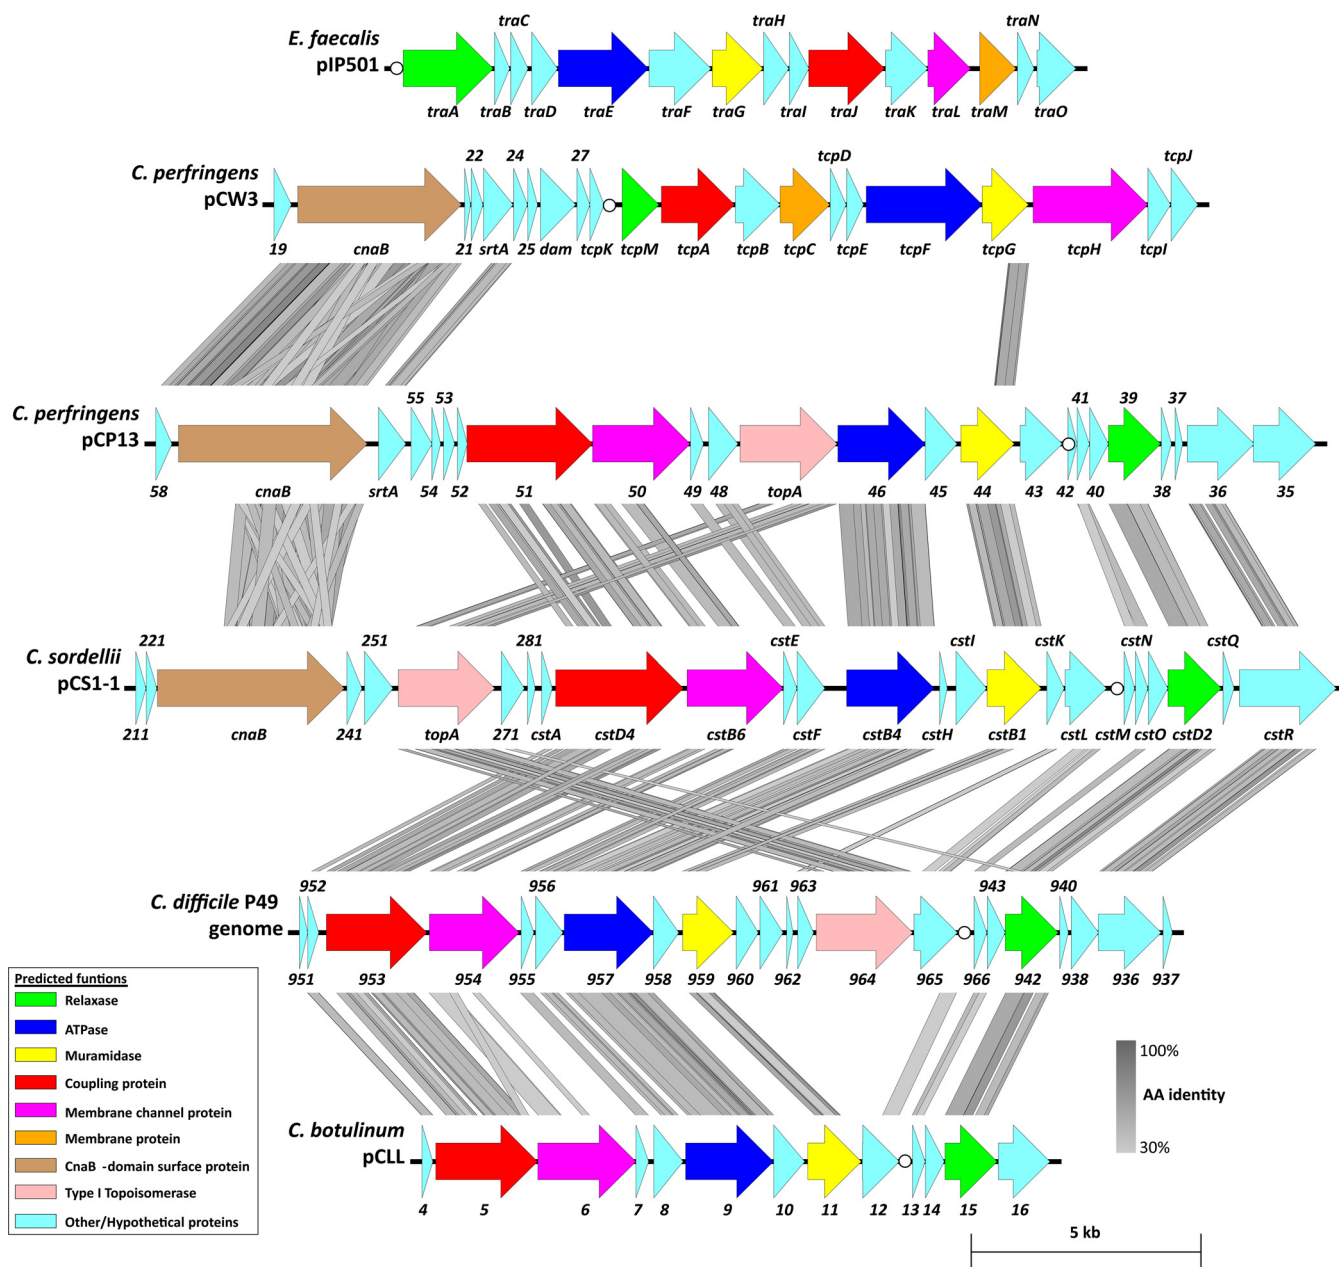 traC traH traN
E. faecalis
pIP501
traA traB traD traE traF traG traI traJ traK traL traM traO
22 24 27 tcpD tcpJ
C. perfringens
pCW3
19 cnaB 21 srtA 25 dam tcpK tcpM tcpA tcpB tcpC tcpE tcpF tcpG tcpH tcpI
55 53 41 39 37
C. perfringens
pCP13
58 cnaB srtA 54 52 51 50 49 48 topA 46 45 44 43 42 40 38 36 35
221 251 281 cstE cstI cstK cstN cstQ
C. sordellii
pCS1-1
211 cnaB 241 topA 271 cstA cstD4 cstB6 cstF cstB4 cstH cstB1 cstL cstM cstO cstD2 cstR
952 956 961 963 943 940
C. difficile P49
genome
951 953 954 955 957 958 959 960 962 964 965 966 942 938 936 937
Predicted funtions
Relaxase
ATPase
Muramidase
Coupling protein
Membrane channel protein
Membrane protein
CnaB -domain surface protein
Type I Topoisomerase
Other/Hypothetical proteins
100%
AA identity
30%
C. botulinum
pCLL
4 5 6 7 8 9 10 11 12 13 14 15 16
5 kb